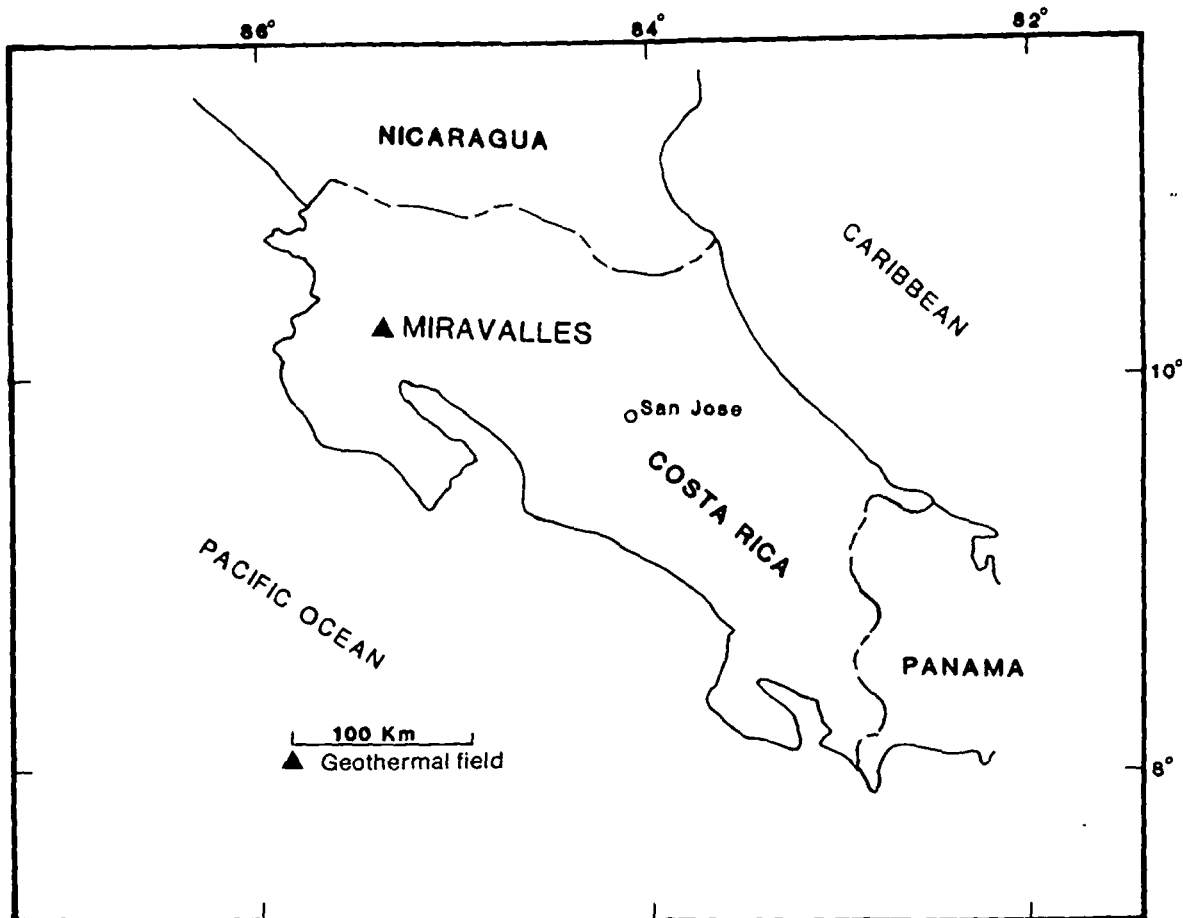 86° 84° 82°
NICARAGUA
CARIBBEAN
▲ MIRAVALLES
10°
San Jose
COSTA RICA
PACIFIC OCEAN
PANAMA
100 Km
▲ Geothermal field
8°